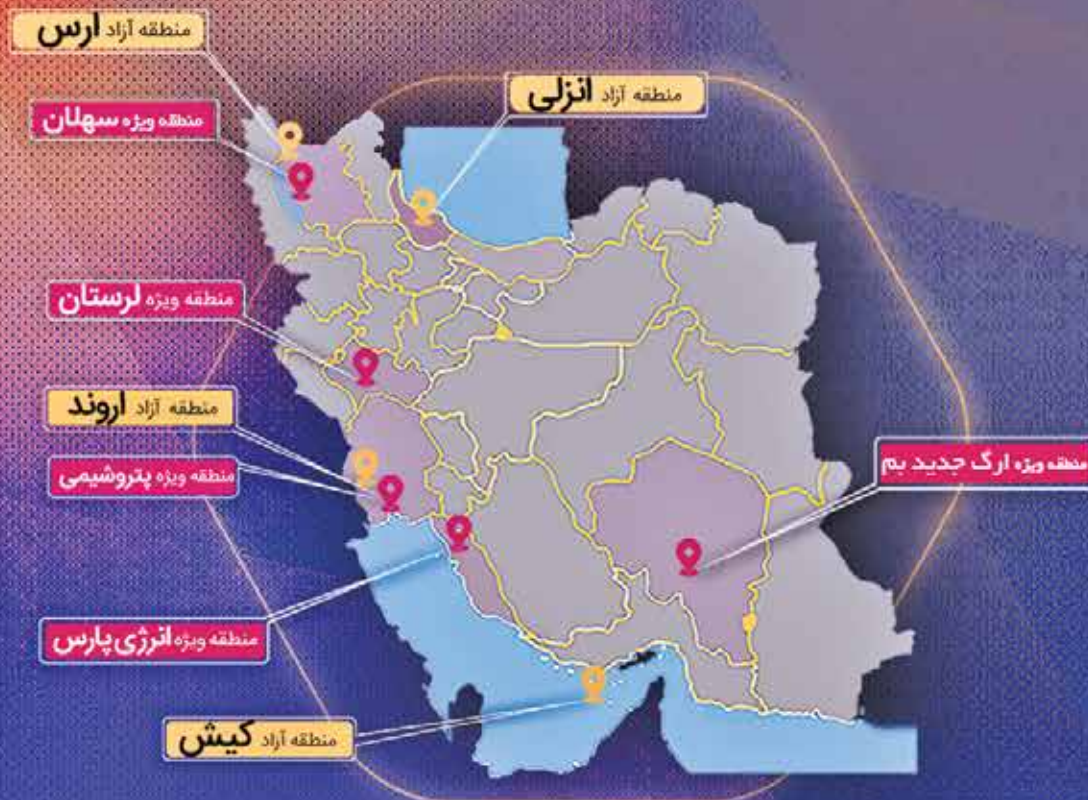 منطقه آزاد ارس
منطقه ویژه سهلان
منطقه آزاد انزلی
منطقه ویژه لرستان
منطقه آزاد اروند
منطقه ویژه پتروشیمی
منطقه ویژه ارگ جدید بم
منطقه ویژه انرژی پارس
منطقه آزاد کیش